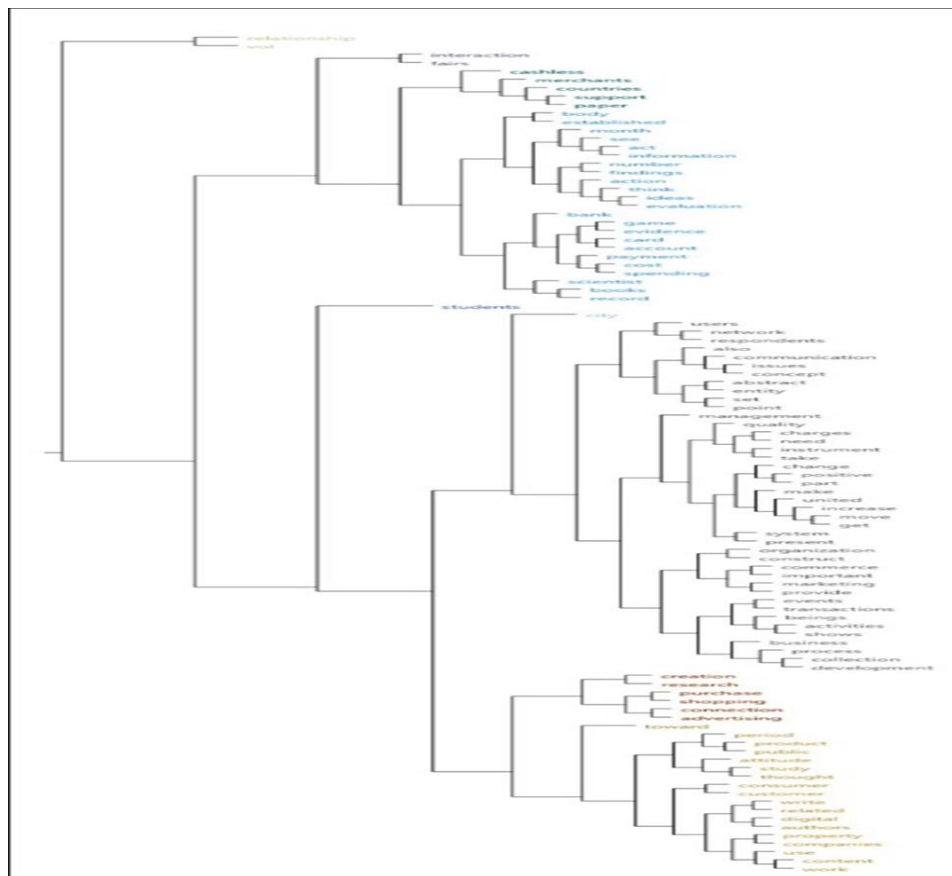 relationship
vol
interaction
fairs
cashless
merchants
countries
support
paper
body
established
month
see
act
information
number
findings
action
think
ideas
evaluation
bank
game
evidence
card
account
payment
cost
spending
scientist
books
record
students
city
users
network
respondents
also
communication
issues
concept
abstract
entity
set
point
management
quality
charges
need
instrument
take
change
positive
part
make
united
increase
move
get
system
present
organization
construct
commerce
important
marketing
provide
events
transactions
beings
activities
shows
business
process
collection
development
creation
research
purchase
shopping
connection
advertising
toward
period
product
public
attitude
study
thought
consumer
customer
write
related
digital
authors
property
companies
use
content
work